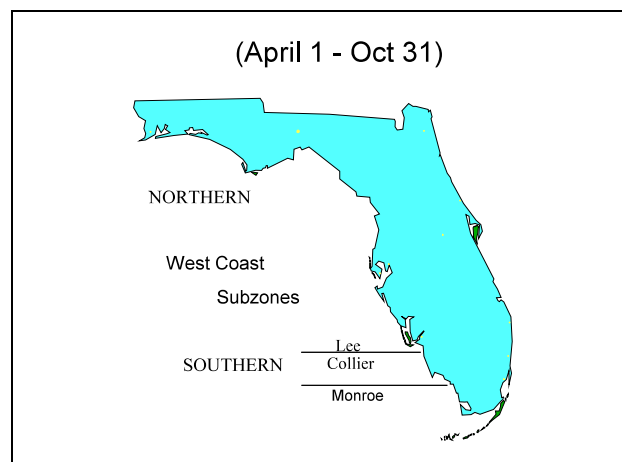 (April 1 - Oct 31)
NORTHERN
West Coast
Subzones
Lee
SOUTHERN
Collier
Monroe